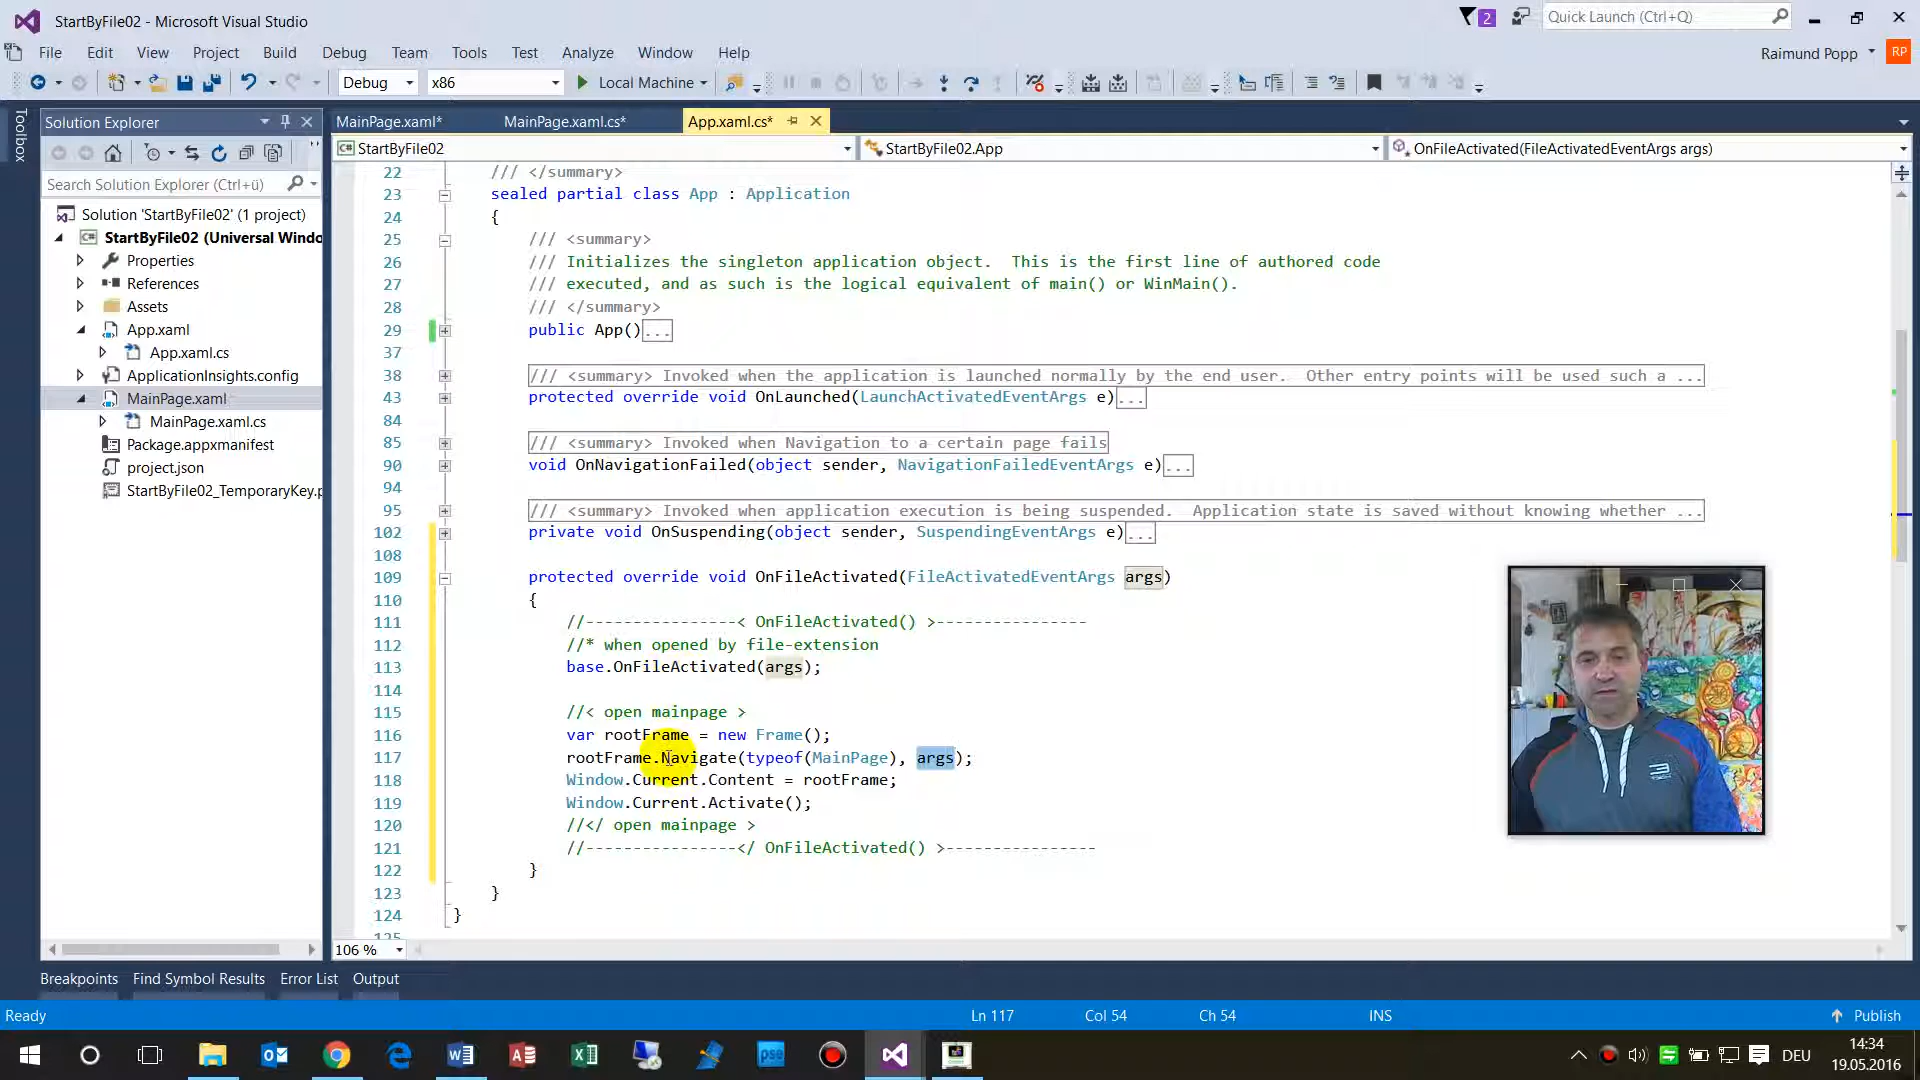 StartByFile02 - Microsoft Visual Studio
2
Quick Launch (Ctrl+Q)
File Edit View Project Build Debug Team Tools Test Analyze Window Help
Raimund Popp
RP
Debug
x86
Local Machine
Toolbox
Solution Explorer
Search Solution Explorer (Ctrl+ü)
Solution 'StartByFile02' (1 project)
StartByFile02 (Universal Windo
Properties
References
Assets
App.xaml
App.xaml.cs
ApplicationInsights.config
MainPage.xaml
MainPage.xaml.cs
Package.appxmanifest
project.json
StartByFile02_TemporaryKey.p
MainPage.xaml*
MainPage.xaml.cs*
App.xaml.cs*
StartByFile02
StartByFile02.App
OnFileActivated(FileActivatedEventArgs args)
22 /// </summary>
23 sealed partial class App : Application
24 {
25 /// <summary>
26 /// Initializes the singleton application object.  This is the first line of authored code
27 /// executed, and as such is the logical equivalent of main() or WinMain().
28 /// </summary>
29 public App()...
37
38 /// <summary> Invoked when the application is launched normally by the end user.  Other entry points will be used such a ...
43 protected override void OnLaunched(LaunchActivatedEventArgs e)...
84
85 /// <summary> Invoked when Navigation to a certain page fails
90 void OnNavigationFailed(object sender, NavigationFailedEventArgs e)...
94
95 /// <summary> Invoked when application execution is being suspended.  Application state is saved without knowing whether ...
102 private void OnSuspending(object sender, SuspendingEventArgs e)...
108
109 protected override void OnFileActivated(FileActivatedEventArgs args)
110 {
111 //----------------< OnFileActivated() >----------------
112 //* when opened by file-extension
113 base.OnFileActivated(args);
114
115 //< open mainpage >
116 var rootFrame = new Frame();
117 rootFrame.Navigate(typeof(MainPage), args);
118 Window.Current.Content = rootFrame;
119 Window.Current.Activate();
120 //</ open mainpage >
121 //----------------</ OnFileActivated() >----------------
122 }
123 }
124 }
125
106 %
Breakpoints Find Symbol Results Error List Output
Ready
Ln 117
Col 54
Ch 54
INS
Publish
pse
DEU
14:34
19.05.2016